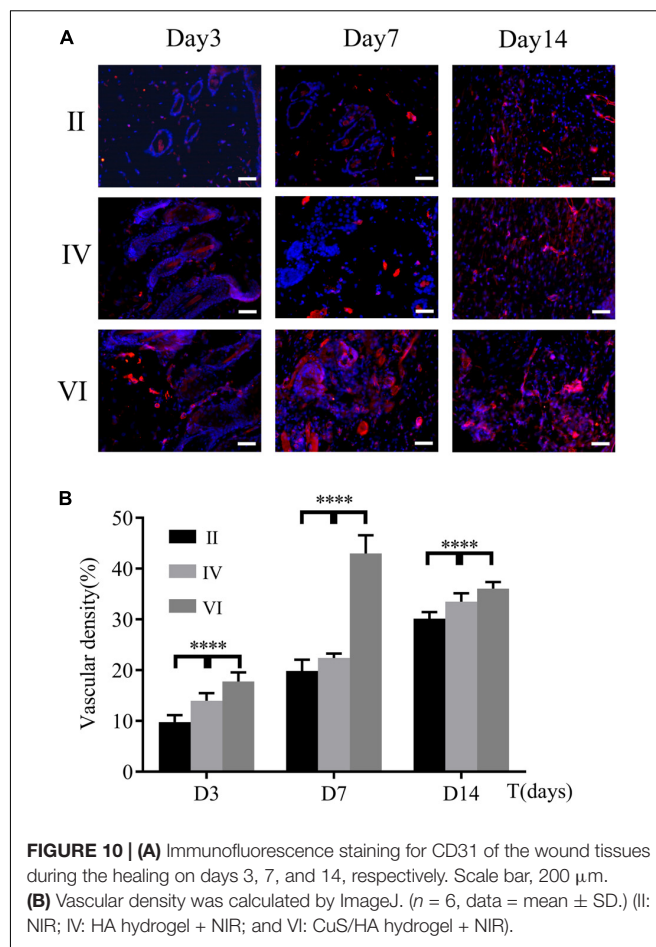 A
Day3 Day7 Day14
II
IV
VI
B
**** **** ****
50
40
30
20
10
0
Vascular density(%)
II
IV
VI
D3 D7 D14 T(days)
FIGURE 10 | (A) Immunofluorescence staining for CD31 of the wound tissues
during the healing on days 3, 7, and 14, respectively. Scale bar, 200 μm.
(B) Vascular density was calculated by ImageJ. (n = 6, data = mean ± SD.) (II:
NIR; IV: HA hydrogel + NIR; and VI: CuS/HA hydrogel + NIR).